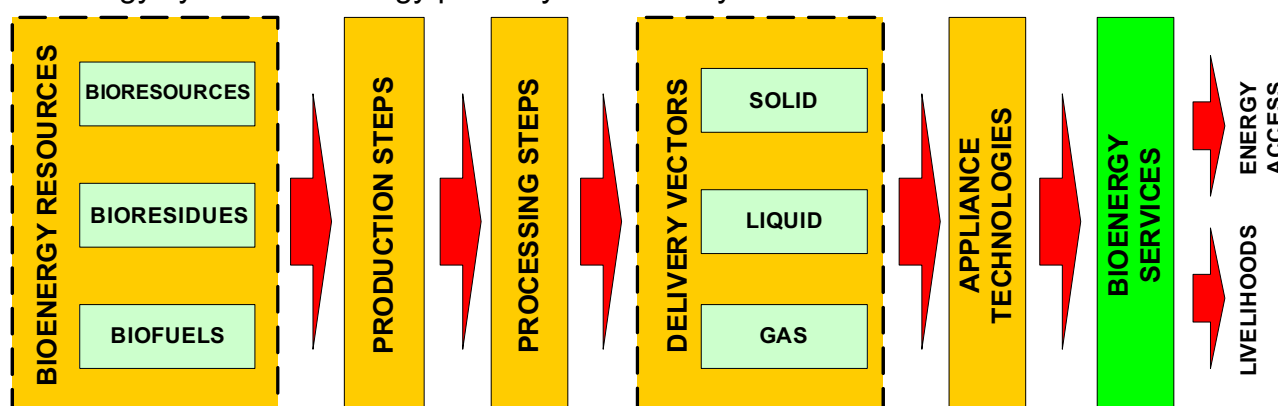 BIOENERGY RESOURCES
BIORESOURCES
BIORESIDUES
BIOFUELS
PRODUCTION STEPS
PROCESSING STEPS
DELIVERY VECTORS
SOLID
LIQUID
GAS
APPLIANCE
TECHNOLOGIES
BIOENERGY
SERVICES
ENERGY
ACCESS
LIVELIHOODS